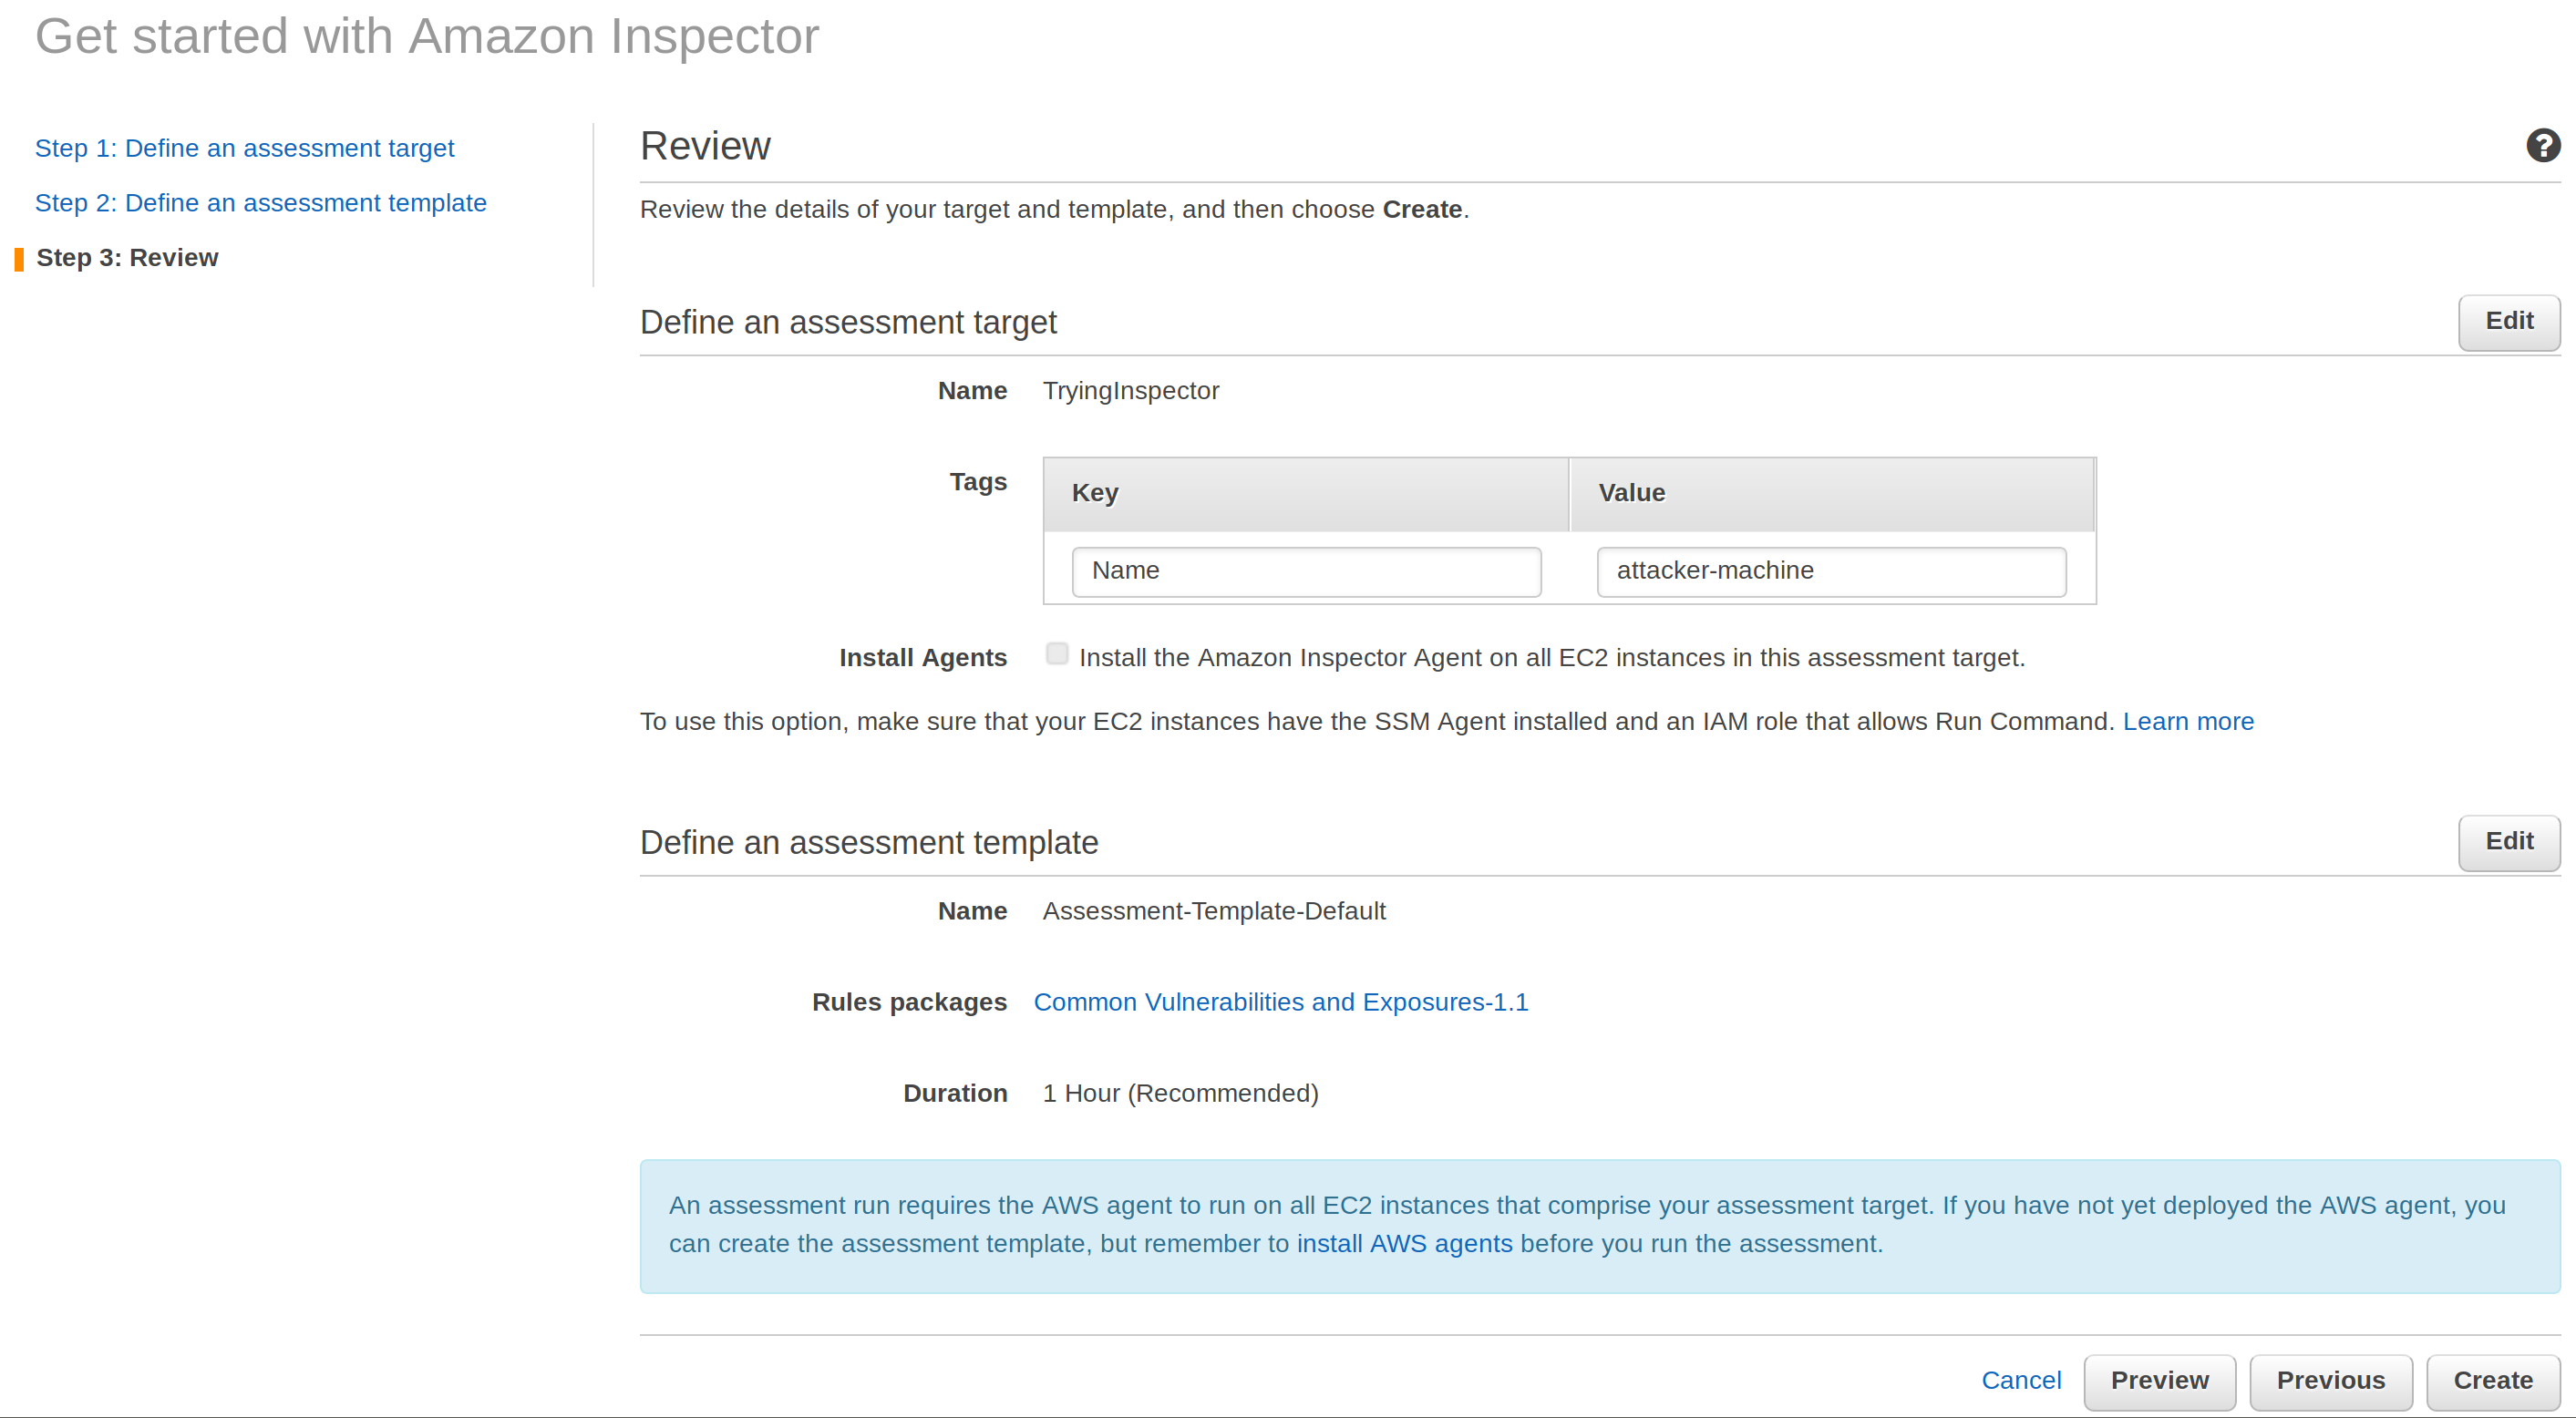 Get started with Amazon Inspector
Step 1: Define an assessment target
Step 2: Define an assessment template
Step 3: Review
Review
?
Review the details of your target and template, and then choose Create.
Define an assessment target
Edit
Name TryingInspector
Tags
Key Value
Name attacker-machine
Install Agents Install the Amazon Inspector Agent on all EC2 instances in this assessment target.
To use this option, make sure that your EC2 instances have the SSM Agent installed and an IAM role that allows Run Command. Learn more
Define an assessment template
Edit
Name Assessment-Template-Default
Rules packages Common Vulnerabilities and Exposures-1.1
Duration 1 Hour (Recommended)
An assessment run requires the AWS agent to run on all EC2 instances that comprise your assessment target. If you have not yet deployed the AWS agent, you
can create the assessment template, but remember to install AWS agents before you run the assessment.
Cancel Preview Previous Create